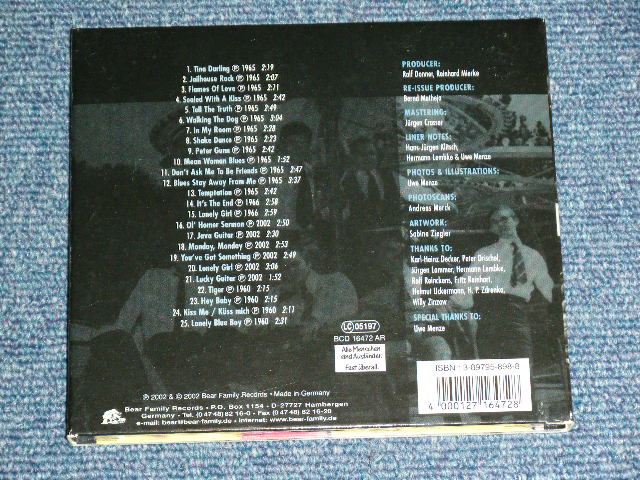 1. Tina Darling ℗ 1965 2:19
2. Jailhouse Rock ℗ 1965 2:07
3. Flames Of Love ℗ 1965 2:11
4. Sealed With A Kiss ℗ 1965 2:42
5. Tell The Truth ℗ 1965 2:49
6. Walking The Dog ℗ 1965 3:04
7. In My Room ℗ 1965 2:28
8. Shake Dance ℗ 1965 2:23
9. Peter Gunn ℗ 1965 2:42
10. Mean Woman Blues ℗ 1965 1:52
11. Don't Ask Me To Be Friends ℗ 1965 2:47
12. Blues Stay Away From Me ℗ 1965 3:37
13. Temptation ℗ 1965 2:42
14. It's The End ℗ 1966 2:58
15. Lonely Girl ℗ 1966 2:59
16. Ol' Homer Sermon ℗ 2002 2:50
17. Java Guitar ℗ 2002 2:30
18. Monday, Monday ℗ 2002 2:53
19. You've Got Something ℗ 2002 2:49
20. Lonely Girl ℗ 2002 3:06
21. Lucky Guitar ℗ 2002 1:52
22. Tiger ℗ 1960 2:15
23. Hey Baby ℗ 1960 2:15
24. Kiss Me / Küss mich ℗ 1960 2:11
25. Lonely Blue Boy ℗ 1960 2:31
PRODUCER:
Ralf Donner, Reinhard Mierke
RE-ISSUE PRODUCER:
Bernd Matheja
MASTERING:
Jürgen Crasser
LINER NOTES:
Hans-Jürgen Klitsch,
Hermann Lembke & Uwe Menze
PHOTOS & ILLUSTRATIONS:
Uwe Menze
PHOTOSCANS:
Andreas Merck
ARTWORK:
Sabine Ziegler
THANKS TO:
Karl-Heinz Decker, Peter Drischel,
Jürgen Lammer, Hermann Lembke,
Rolf Reinckens, Fritz Reinhart,
Helmut Uckermann, H. P. Zdrenka,
Willy Zinzow
SPECIAL THANKS TO:
Uwe Menze
LC 05197
BCD 16472 AR
Alle Menschen
sind Ausländer.
Fast überall.
ISBN : 3-89795-898-8
4 000127 164728
℗ 2002 & © 2002 Bear Family Records • Made in Germany
Bear Family Records • P.O. Box 1154 • D-27727 Hambergen
Germany • Tel. (0 47 48) 82 16-0 • Fax (0 47 48) 82 16-20
e-mail: bear@bear-family.de • internet: www.bear-family.de